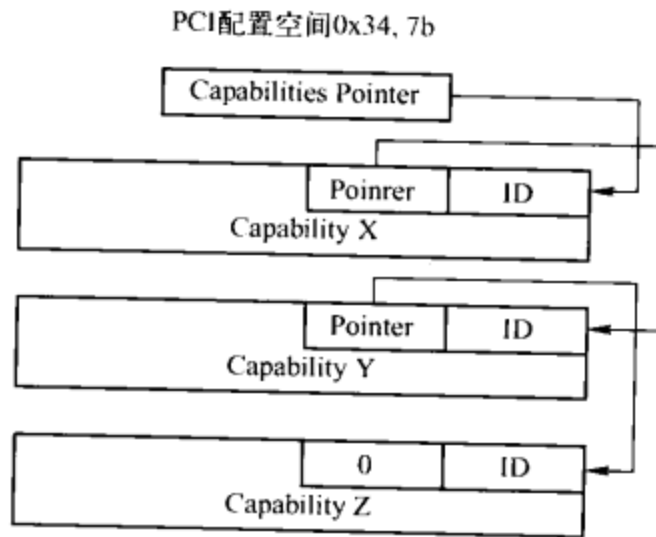 PCI配置空间0x34, 7b
Capabilities Pointer
Poinrer ID
Capability X
Pointer ID
Capability Y
0 ID
Capability Z